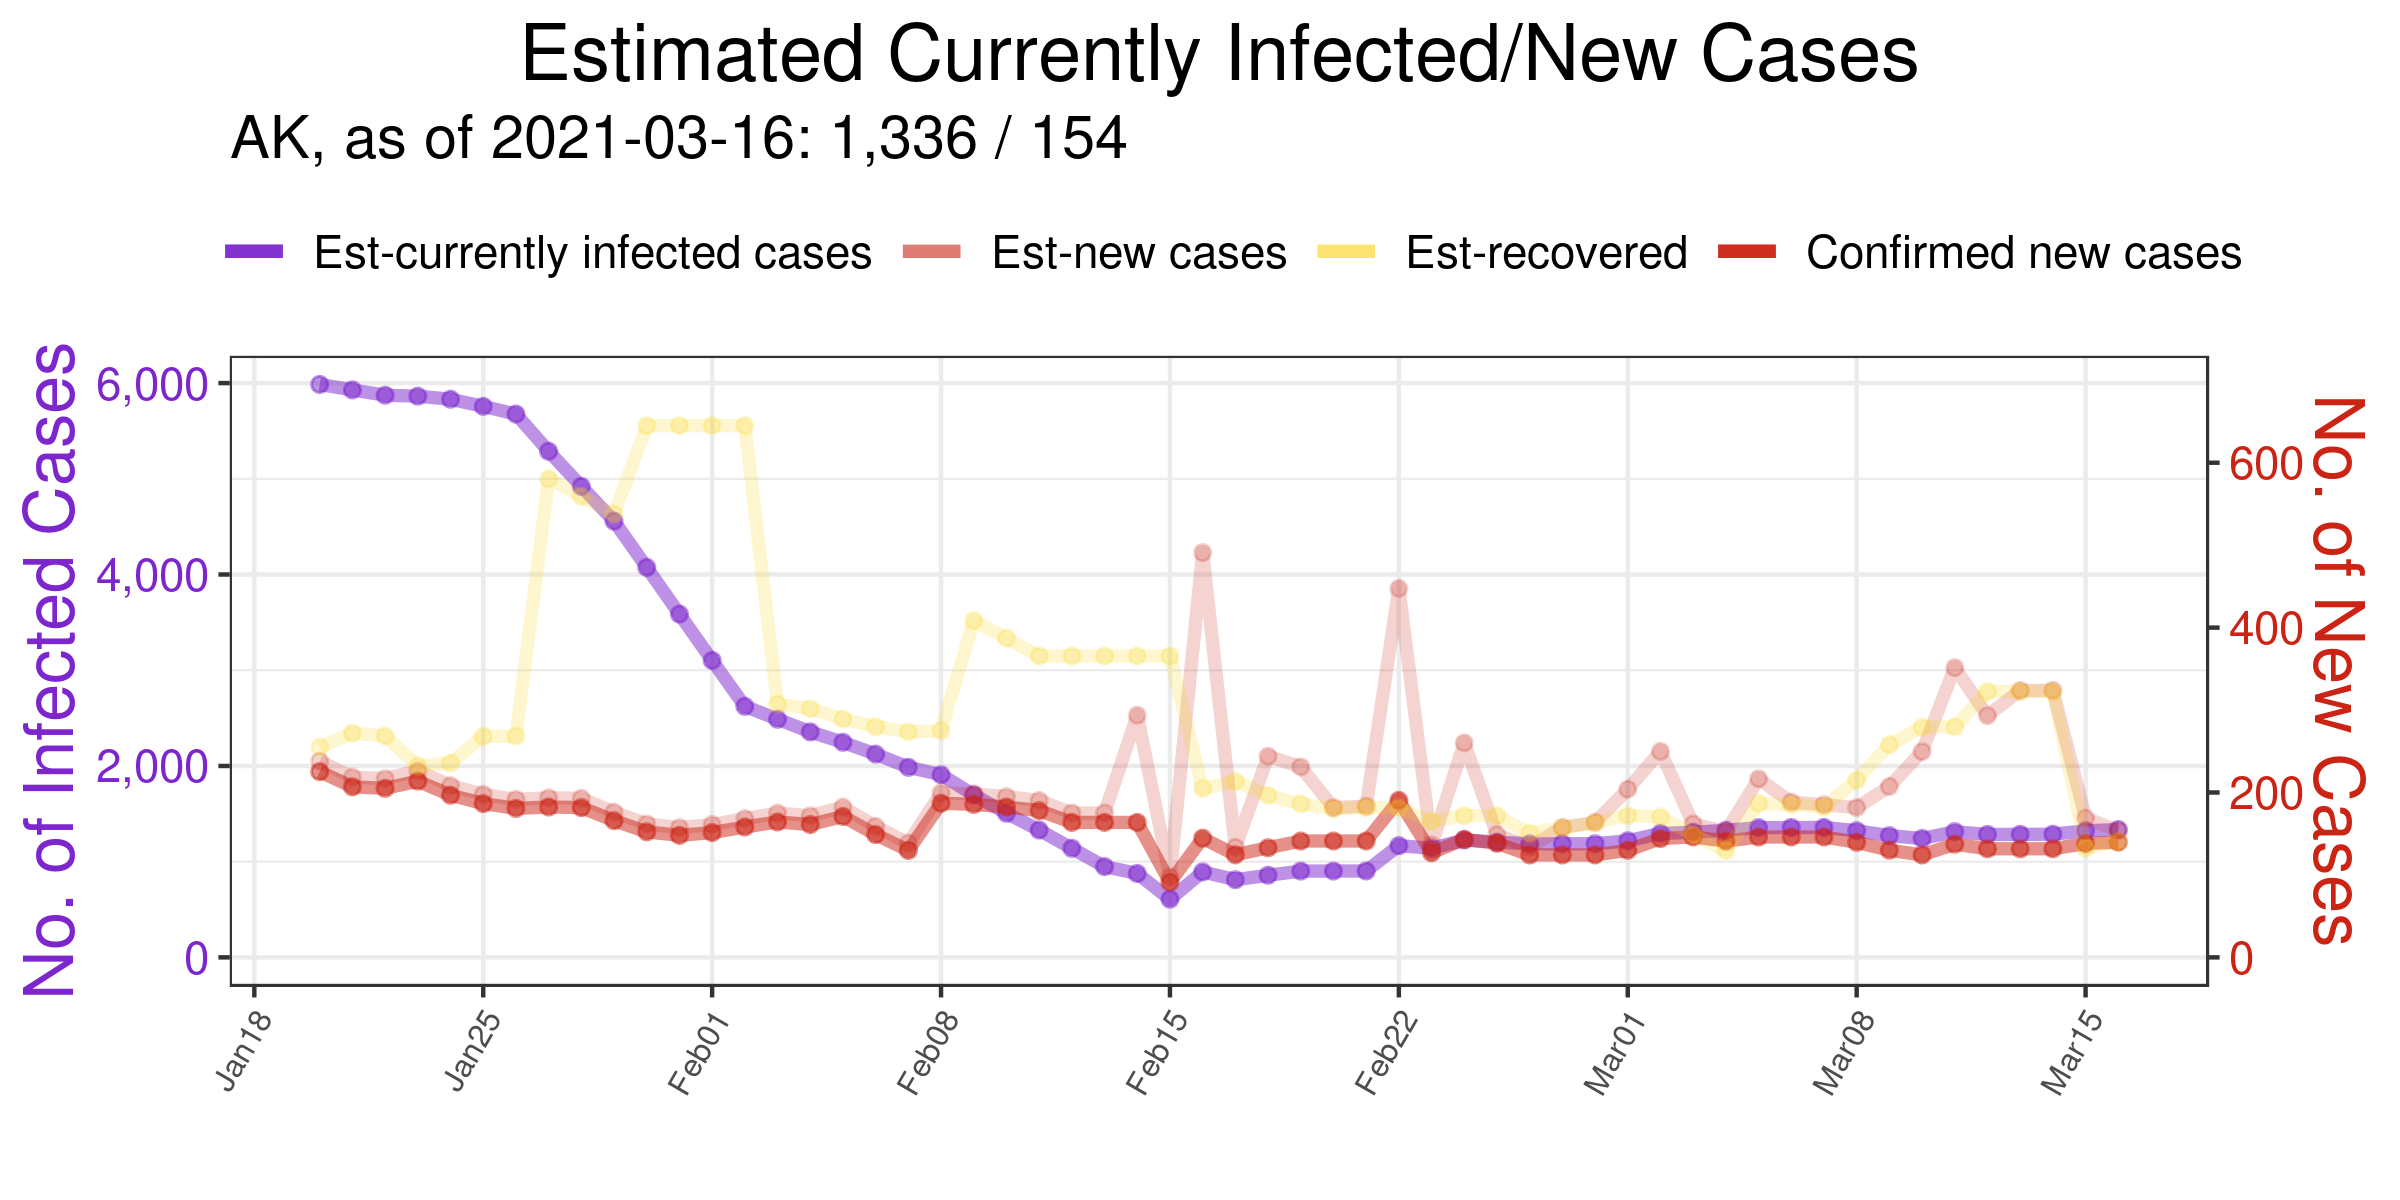 Estimated Currently Infected/New Cases
AK, as of 2021-03-16: 1,336 / 154
Est-currently infected cases
Est-new cases
Est-recovered
Confirmed new cases
No. of Infected Cases
6,000
4,000
2,000
0
No. of New Cases
600
400
200
0
Jan18
Jan25
Feb01
Feb08
Feb15
Feb22
Mar01
Mar08
Mar15